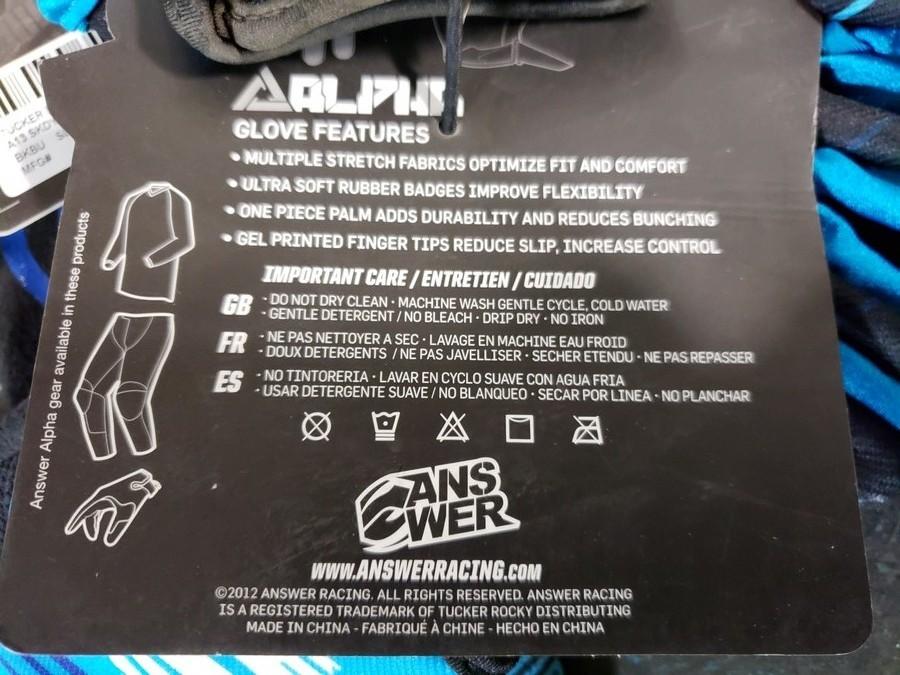 ALPHA
GLOVE FEATURES
• MULTIPLE STRETCH FABRICS OPTIMIZE FIT AND COMFORT
• ULTRA SOFT RUBBER BADGES IMPROVE FLEXIBILITY
• ONE PIECE PALM ADDS DURABILITY AND REDUCES BUNCHING
• GEL PRINTED FINGER TIPS REDUCE SLIP, INCREASE CONTROL
IMPORTANT CARE / ENTRETIEN / CUIDADO
GB · DO NOT DRY CLEAN · MACHINE WASH GENTLE CYCLE, COLD WATER
· GENTLE DETERGENT / NO BLEACH · DRIP DRY · NO IRON
FR · NE PAS NETTOYER A SEC · LAVAGE EN MACHINE EAU FROID
· DOUX DETERGENTS / NE PAS JAVELLISER · SECHER ETENDU · NE PAS REPASSER
ES · NO TINTORERIA · LAVAR EN CYCLO SUAVE CON AGUA FRIA
· USAR DETERGENTE SUAVE / NO BLANQUEO · SECAR POR LINEA · NO PLANCHAR
ANSWER
WWW.ANSWERRACING.COM
©2012 ANSWER RACING. ALL RIGHTS RESERVED. ANSWER RACING
IS A REGISTERED TRADEMARK OF TUCKER ROCKY DISTRIBUTING
MADE IN CHINA - FABRIQUÉ À CHINE - HECHO EN CHINA
Answer Alpha gear available in these products
UCKER
A13 SKD
BKBU
MFG#